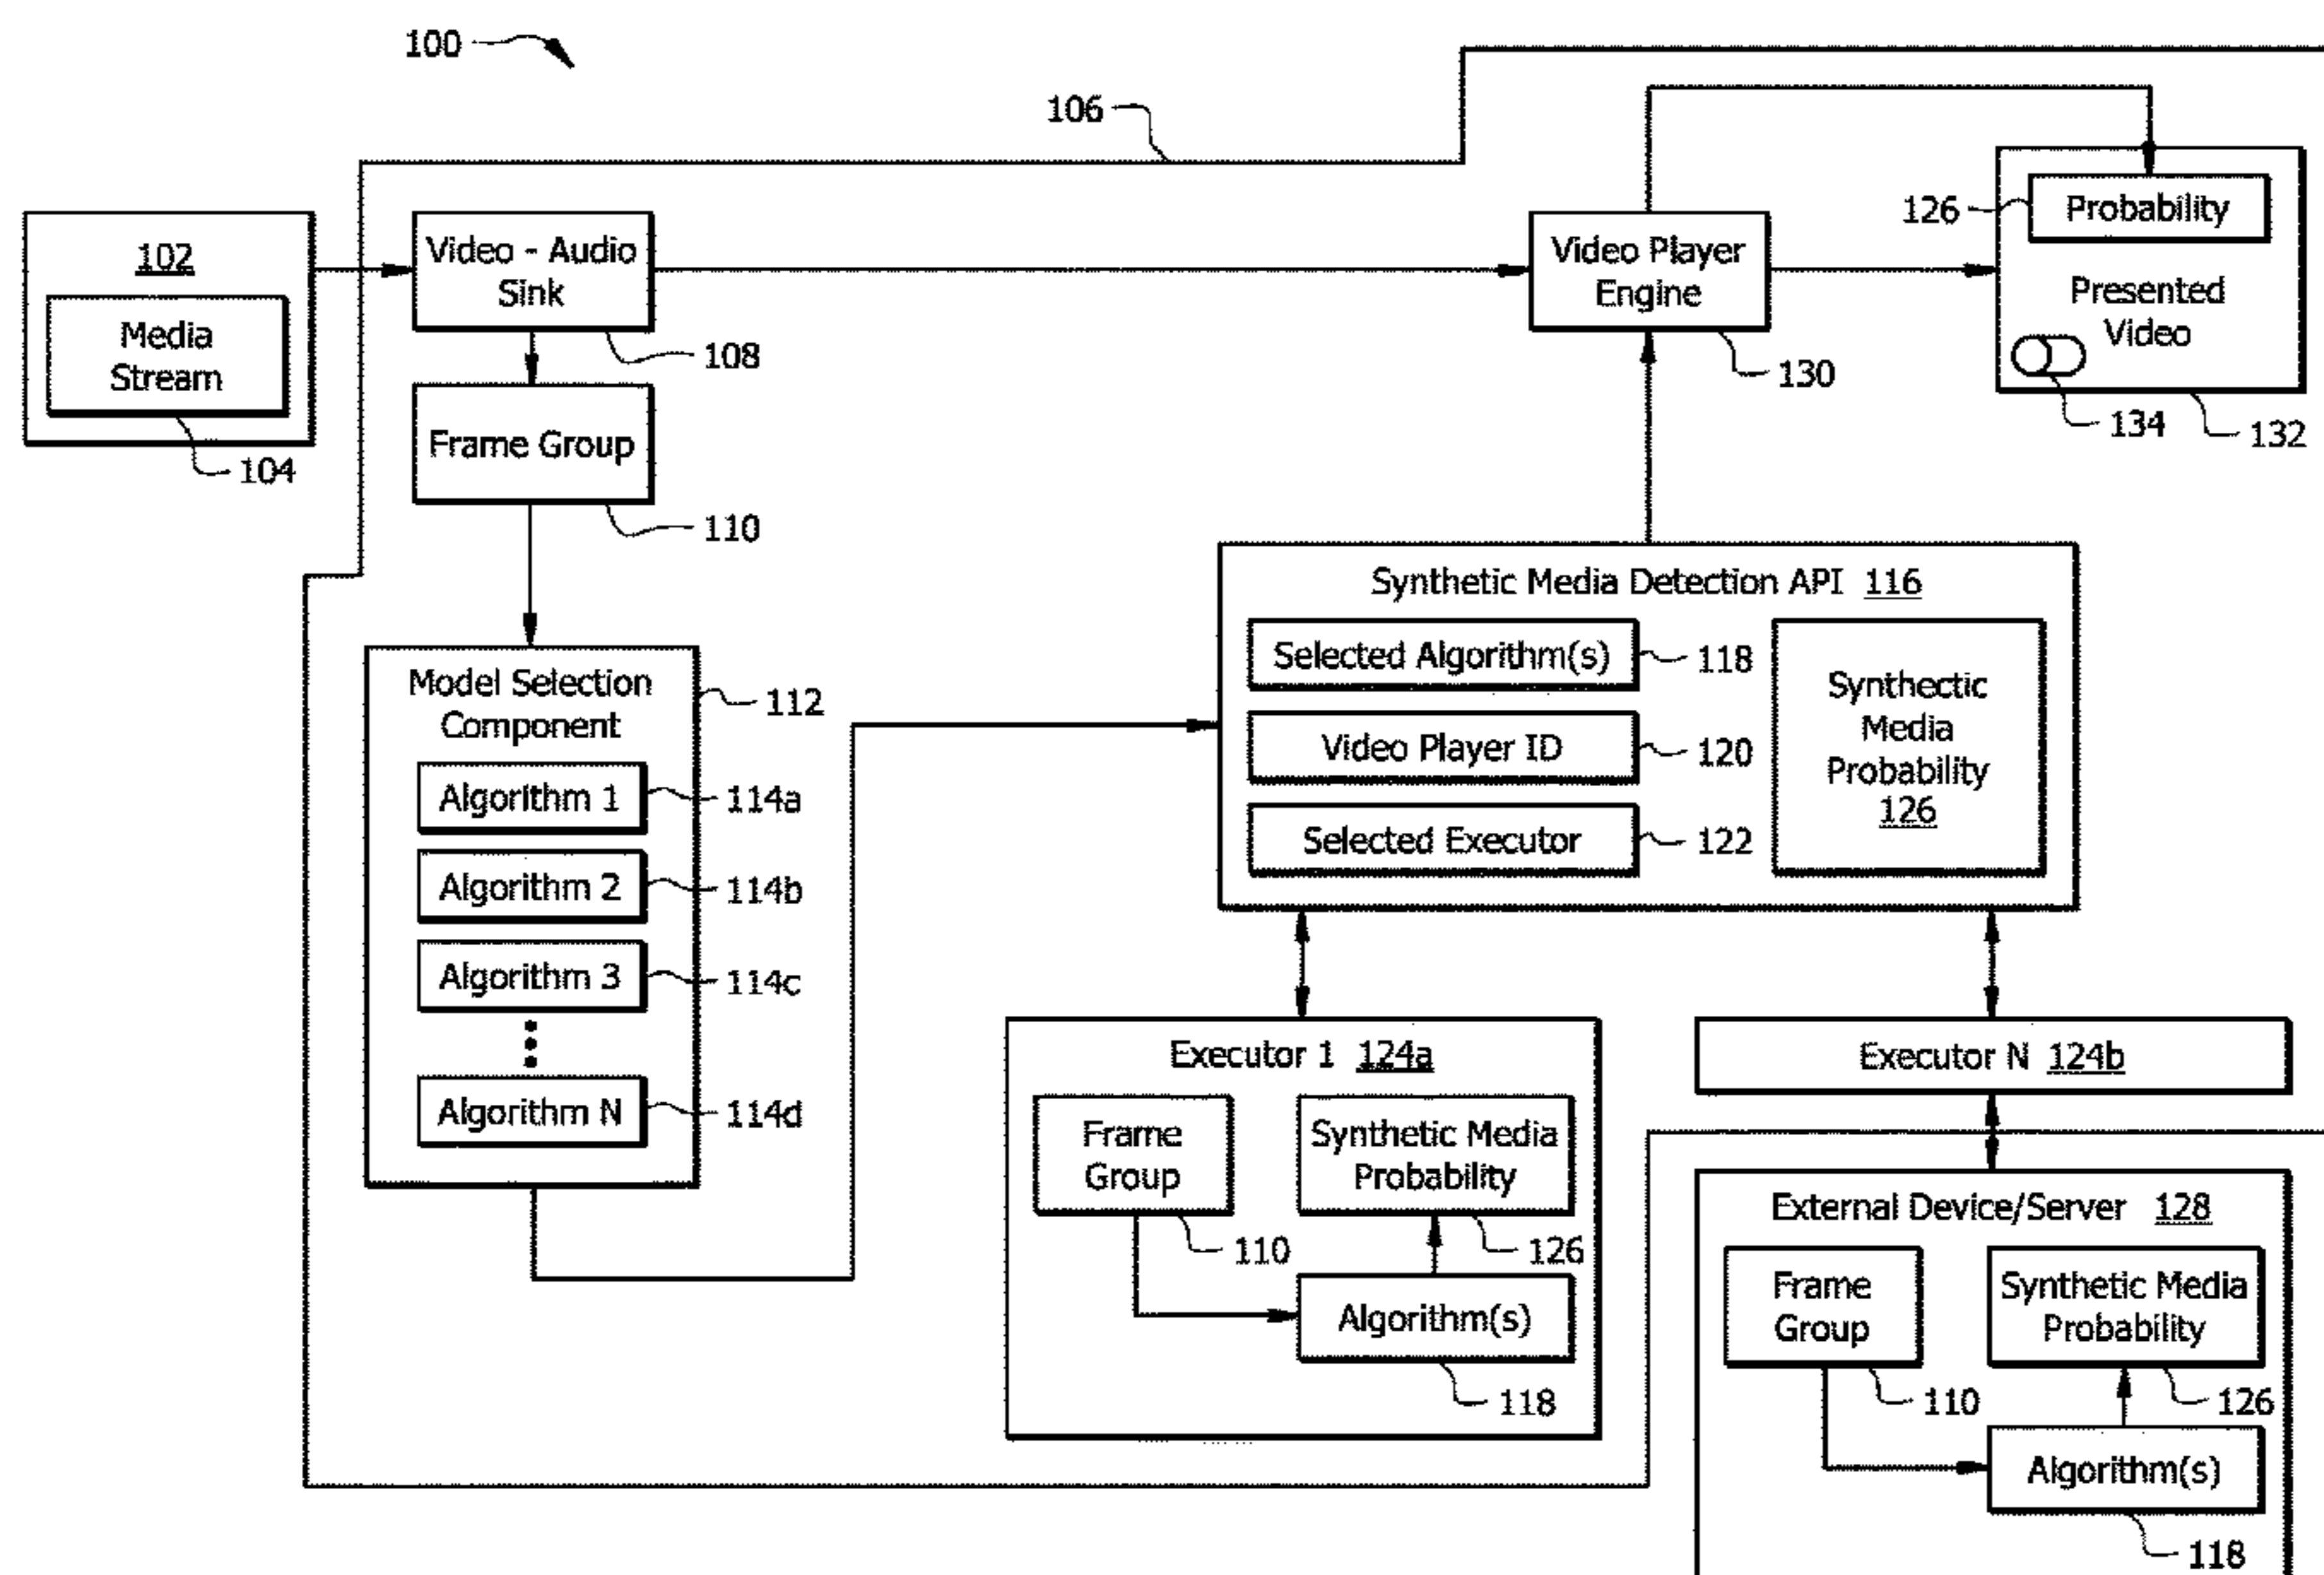 100
106
102
Media
Stream
104
Video - Audio
Sink
108
Frame Group
110
Video Player
Engine
130
126
Probability
Presented
Video
134
132
Model Selection
Component
112
Algorithm 1
114a
Algorithm 2
114b
Algorithm 3
114c
Algorithm N
114d
Synthetic Media Detection API 116
Selected Algorithm(s)
118
Video Player ID
120
Selected Executor
122
Synthectic
Media
Probability
126
Executor 1 124a
Frame
Group
110
Synthetic Media
Probability
126
Algorithm(s)
118
Executor N 124b
External Device/Server 128
Frame
Group
110
Synthetic Media
Probability
126
Algorithm(s)
118